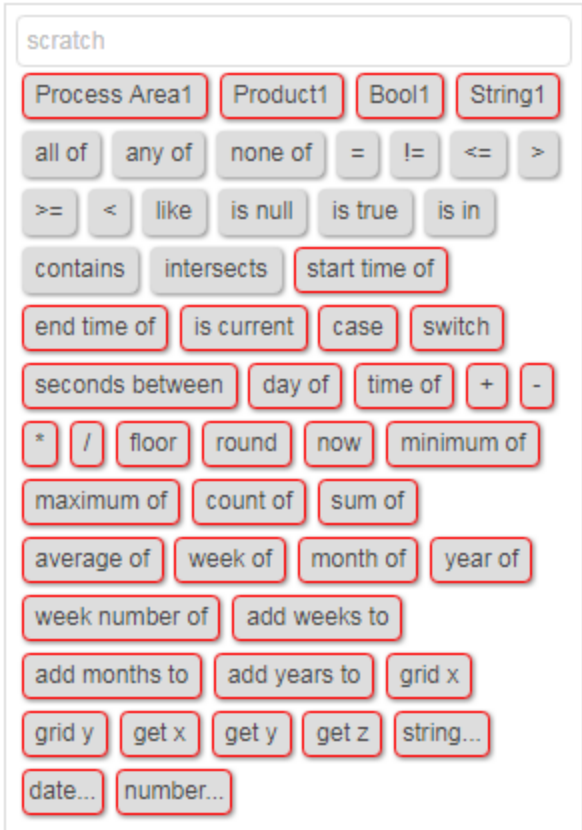 scratch
Process Area1 Product1 Bool1 String1
all of any of none of = != <= >
>= < like is null is true is in
contains intersects start time of
end time of is current case switch
seconds between day of time of + -
* / floor round now minimum of
maximum of count of sum of
average of week of month of year of
week number of add weeks to
add months to add years to grid x
grid y get x get y get z string...
date... number...